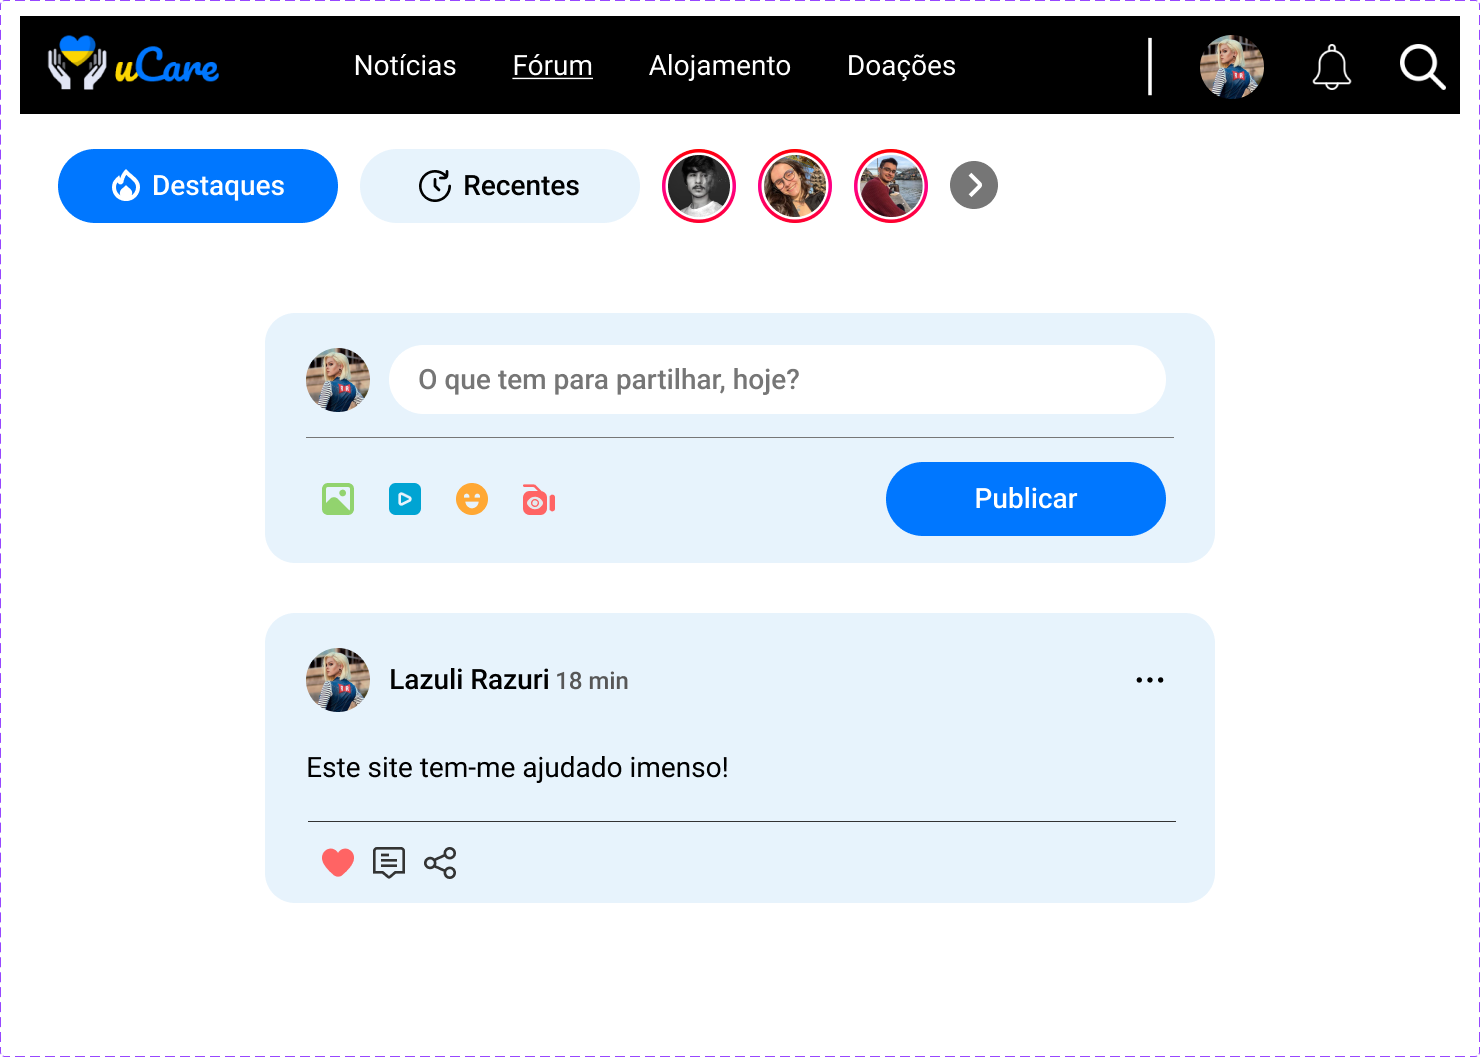 uCare
Notícias Fórum Alojamento Doações
Destaques Recentes
O que tem para partilhar, hoje?
Publicar
Lazuli Razuri 18 min
Este site tem-me ajudado imenso!